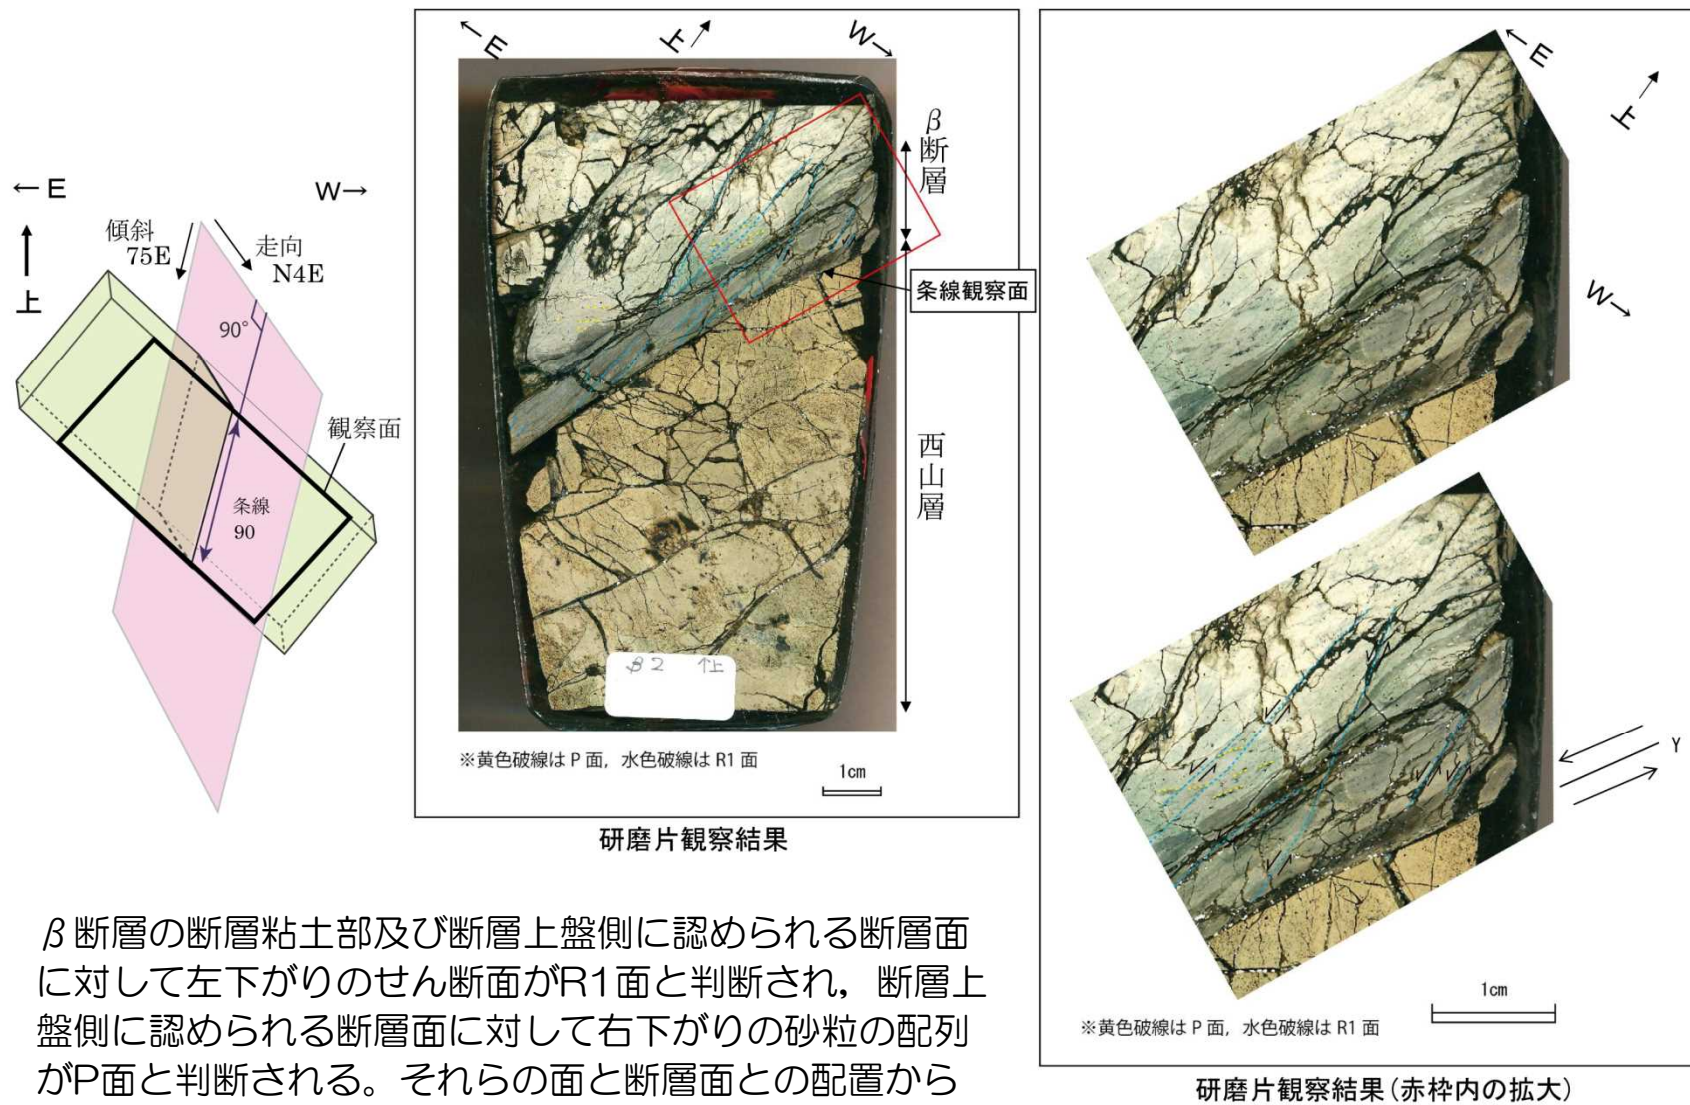 ←E
W→
上
傾斜
75E
走向
N4E
90°
観察面
条線
90
←E
上
W→
β断層
条線観察面
西山層
β2
※黄色破線は P 面，水色破線は R1 面
1cm
研磨片観察結果
←E
上
W→
Y
1cm
※黄色破線は P 面，水色破線は R1 面
研磨片観察結果(赤枠内の拡大)
β断層の断層粘土部及び断層上盤側に認められる断層面
に対して左下がりのせん断面がR1面と判断され，断層上
盤側に認められる断層面に対して右下がりの砂粒の配列
がP面と判断される。それらの面と断層面との配置から